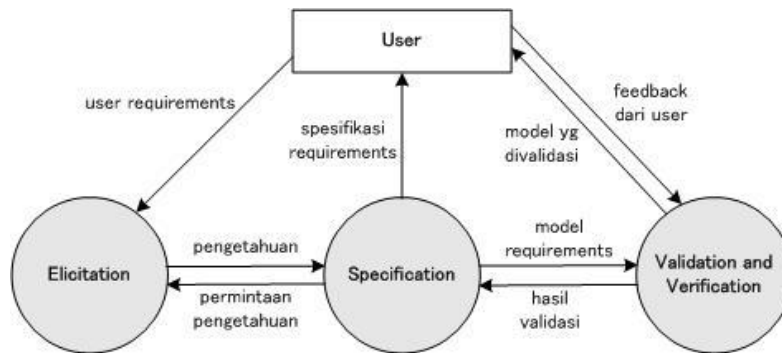 User
user requirements
spesifikasi
requirements
model yg
divalidasi
feedback
dari user
Elicitation
pengetahuan
permintaan
pengetahuan
Specification
model
requirements
hasil
validasi
Validation and
Verification